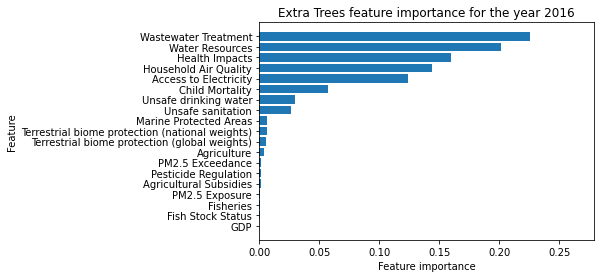 Extra Trees feature importance for the year 2016
Wastewater Treatment
Water Resources
Health Impacts
Household Air Quality
Access to Electricity
Child Mortality
Unsafe drinking water
Unsafe sanitation
Marine Protected Areas
Terrestrial biome protection (national weights)
Terrestrial biome protection (global weights)
Agriculture
PM2.5 Exceedance
Pesticide Regulation
Agricultural Subsidies
PM2.5 Exposure
Fisheries
Fish Stock Status
GDP
Feature
0.00 0.05 0.10 0.15 0.20 0.25
Feature importance